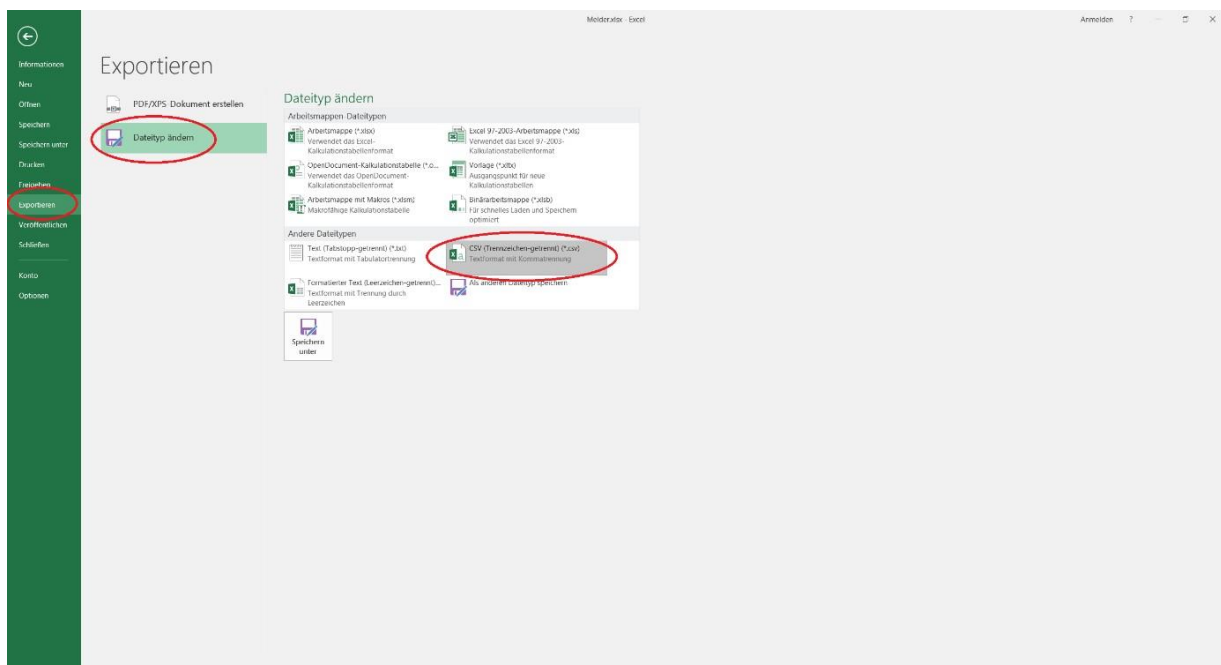 Melder.xlsx - Excel
Anmelden ?
Informationen
Neu
Öffnen
Speichern
Speichern unter
Drucken
Freigeben
Exportieren
Veröffentlichen
Schließen
Konto
Optionen
Exportieren
PDF/XPS-Dokument erstellen
Dateityp ändern
Dateityp ändern
Arbeitsmappen-Dateitypen
Arbeitsmappe (*.xlsx)
Verwendet das Excel-
Kalkulationstabellenformat
Excel 97-2003-Arbeitsmappe (*.xls)
Verwendet das Excel 97-2003-
Kalkulationstabellenformat
OpenDocument-Kalkulationstabelle (*.o...
Verwendet das OpenDocument-
Kalkulationstabellenformat
Vorlage (*.xltx)
Ausgangspunkt für neue
Kalkulationstabellen
Arbeitsmappe mit Makros (*.xlsm)
Makrofähige Kalkulationstabelle
Binärarbeitsmappe (*.xlsb)
Für schnelles Laden und Speichern
optimiert
Andere Dateitypen
Text (Tabstopp-getrennt) (*.txt)
Textformat mit Tabulatortrennung
CSV (Trennzeichen-getrennt) (*.csv)
Textformat mit Kommatrennung
Formatierter Text (Leerzeichen-getrennt)...
Textformat mit Trennung durch
Leerzeichen
Als anderen Dateityp speichern
Speichern
unter